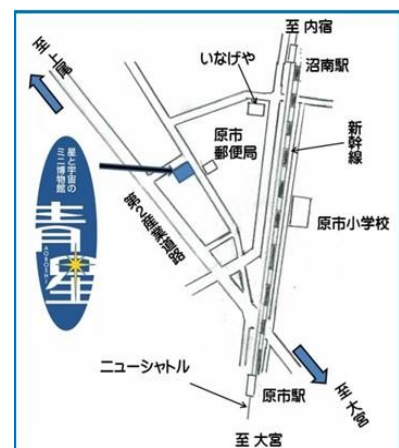 至 内宿
至上尾
いなげや
沼南駅
新幹線
原市
郵便局
星と宇宙の
ミニ博物館
青星
AOBOSHI
第2産業道路
原市小学校
ニューシャトル
原市駅
至大宮
至 大宮